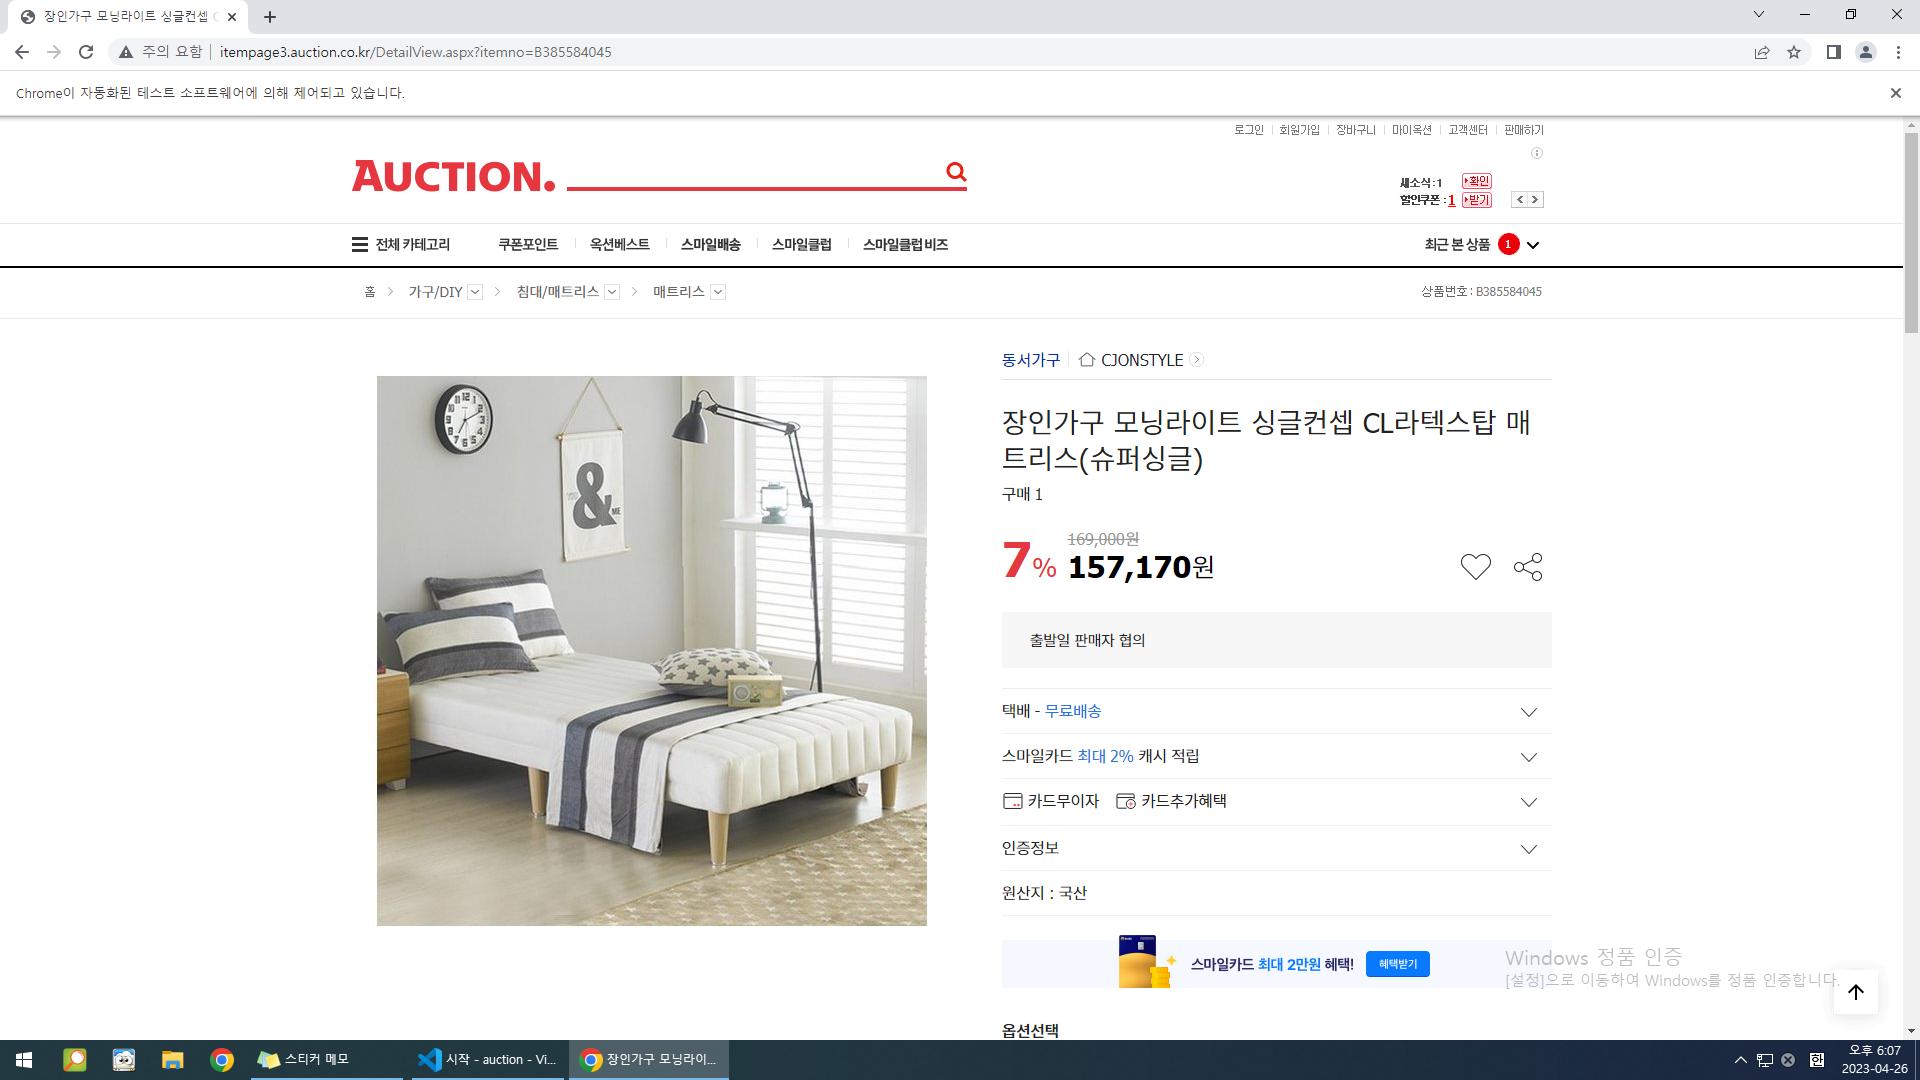 장인가구 모닝라이트 싱글컨셉
주의 요함
itempage3.auction.co.kr/DetailView.aspx?itemno=B385584045
Chrome이 자동화된 테스트 소프트웨어에 의해 제어되고 있습니다.
로그인 회원가입 장바구니 마이옥션 고객센터 판매하기
AUCTION.
새소식:1 확인
할인쿠폰 : 1 받기
전체 카테고리 쿠폰포인트 옥션베스트 스마일배송 스마일클럽 스마일클럽 비즈 최근 본 상품 1
홈 > 가구/DIY > 침대/매트리스 > 매트리스 상품번호 : B385584045
동서가구 CJONSTYLE
장인가구 모닝라이트 싱글컨셉 CL라텍스탑 매
트리스(슈퍼싱글)
구매 1
169,000원
7% 157,170원
출발일 판매자 협의
택배 - 무료배송
스마일카드 최대 2% 캐시 적립
카드무이자 카드추가혜택
인증정보
원산지 : 국산
스마일카드 최대 2만원 혜택! 혜택받기
옵션선택
YOU & ME
Windows 정품 인증
[설정]으로 이동하여 Windows를 정품 인증합니다.
스티커 메모
시작 - auction - Vi...
장인가구 모닝라이...
한
오후 6:07
2023-04-26